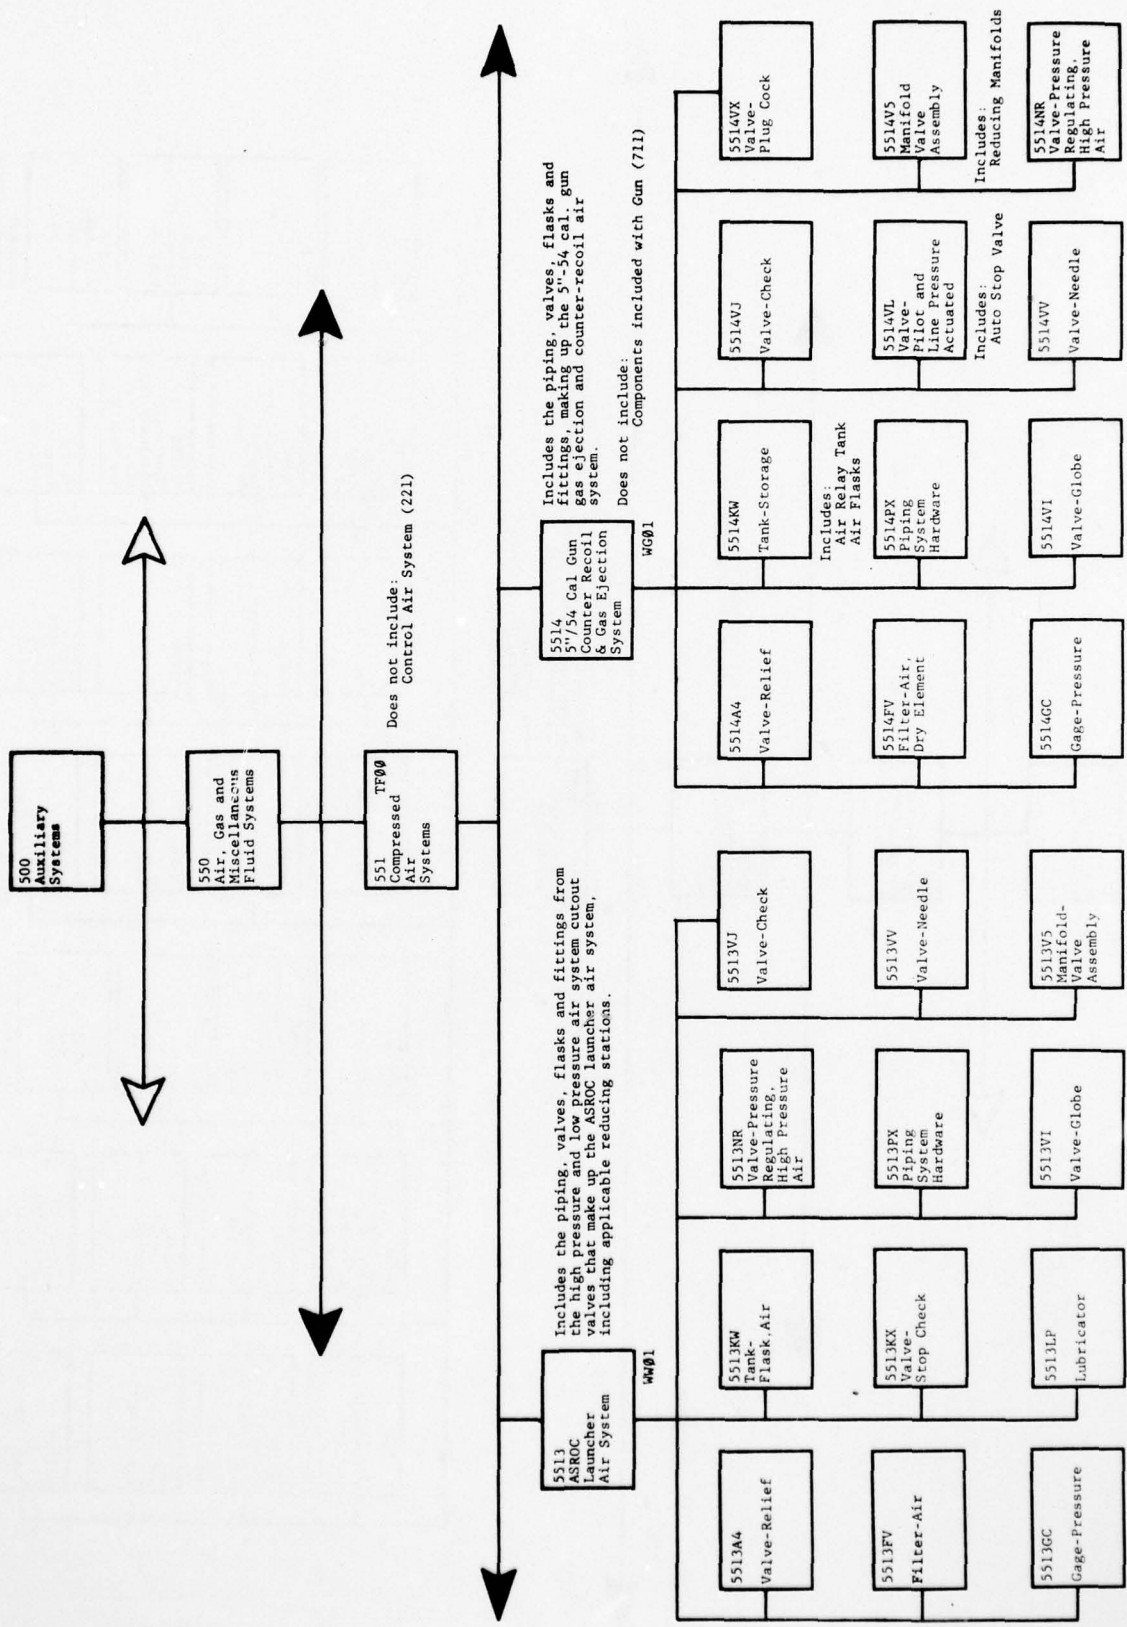 500
Auxiliary
Systems
550
Air, Gas and
Miscellaneous
Fluid Systems
551 TFØØ
Compressed
Air
Systems
Does not include:
Control Air System (221)
5513
ASROC
Launcher
Air System
WWØ1
Includes the piping, valves, flasks and fittings from
the high pressure and low pressure air system cutout
valves that make up the ASROC launcher air system,
including applicable reducing stations.
5514
5"/54 Cal Gun
Counter Recoil
& Gas Ejection
System
WGØ1
Includes the piping, valves, flasks and
fittings, making up the 5"-54 cal. gun
gas ejection and counter-recoil air
system.
Does not include:
Components included with Gun (711)
5513A4
Valve-Relief
5513KW
Tank-
Flask,Air
5513NR
Valve-Pressure
Regulating,
High Pressure
Air
5513VJ
Valve-Check
5513FV
Filter-Air
5513KX
Valve-
Stop Check
5513PX
Piping
System
Hardware
5513VV
Valve-Needle
5513GC
Gage-Pressure
5513LP
Lubricator
5513VI
Valve-Globe
5513V5
Manifold-
Valve
Assembly
5514A4
Valve-Relief
5514KW
Tank-Storage
Includes:
Air Relay Tank
Air Flasks
5514VJ
Valve-Check
5514VX
Valve-
Plug Cock
5514FV
Filter-Air,
Dry Element
5514PX
Piping
System
Hardware
5514VL
Valve-
Pilot and
Line Pressure
Actuated
Includes:
Auto Stop Valve
5514V5
Manifold
Valve
Assembly
Includes:
Reducing Manifolds
5514GC
Gage-Pressure
5514VI
Valve-Globe
5514VV
Valve-Needle
5514NR
Valve-Pressure
Regulating,
High Pressure
Air